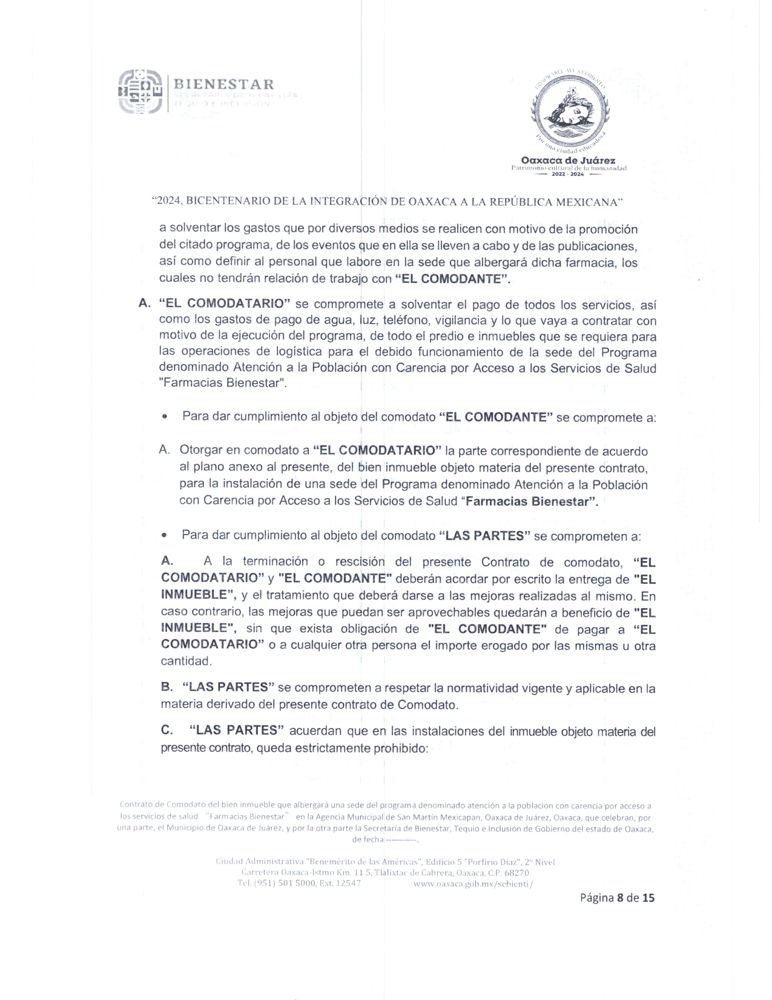 BIENESTAR
SECRETARÍA DE BIENESTAR
TEQUIO E INCLUSIÓN
HONORABLE AYUNTAMIENTO
Por una ciudad educadora
Oaxaca de Juárez
Patrimonio cultural de la humanidad
2022 - 2024
“2024, BICENTENARIO DE LA INTEGRACIÓN DE OAXACA A LA REPÚBLICA MEXICANA”
a solventar los gastos que por diversos medios se realicen con motivo de la promoción
del citado programa, de los eventos que en ella se lleven a cabo y de las publicaciones,
así como definir al personal que labore en la sede que albergará dicha farmacia, los
cuales no tendrán relación de trabajo con “EL COMODANTE”.
A. “EL COMODATARIO” se compromete a solventar el pago de todos los servicios, así
como los gastos de pago de agua, luz, teléfono, vigilancia y lo que vaya a contratar con
motivo de la ejecución del programa, de todo el predio e inmuebles que se requiera para
las operaciones de logística para el debido funcionamiento de la sede del Programa
denominado Atención a la Población con Carencia por Acceso a los Servicios de Salud
"Farmacias Bienestar".
• Para dar cumplimiento al objeto del comodato “EL COMODANTE” se compromete a:
A. Otorgar en comodato a “EL COMODATARIO” la parte correspondiente de acuerdo
al plano anexo al presente, del bien inmueble objeto materia del presente contrato,
para la instalación de una sede del Programa denominado Atención a la Población
con Carencia por Acceso a los Servicios de Salud “Farmacias Bienestar”.
• Para dar cumplimiento al objeto del comodato “LAS PARTES” se comprometen a:
A. A la terminación o rescisión del presente Contrato de comodato, “EL
COMODATARIO” y "EL COMODANTE" deberán acordar por escrito la entrega de "EL
INMUEBLE", y el tratamiento que deberá darse a las mejoras realizadas al mismo. En
caso contrario, las mejoras que puedan ser aprovechables quedarán a beneficio de "EL
INMUEBLE", sin que exista obligación de "EL COMODANTE" de pagar a “EL
COMODATARIO” o a cualquier otra persona el importe erogado por las mismas u otra
cantidad.
B. “LAS PARTES” se comprometen a respetar la normatividad vigente y aplicable en la
materia derivado del presente contrato de Comodato.
C. “LAS PARTES” acuerdan que en las instalaciones del inmueble objeto materia del
presente contrato, queda estrictamente prohibido:
Contrato de Comodato del bien inmueble que albergará una sede del programa denominado atención a la población con carencia por acceso a
los servicios de salud "Farmacias Bienestar" en la Agencia Municipal de San Martín Mexicapan, Oaxaca de Juárez, Oaxaca, que celebran, por
una parte, el Municipio de Oaxaca de Juárez, y por la otra parte la Secretaría de Bienestar, Tequio e Inclusión de Gobierno del estado de Oaxaca,
de fecha ----------.
Ciudad Administrativa "Benemérito de las Américas", Edificio 5 "Porfirio Díaz", 2° Nivel
Carretera Oaxaca-Istmo Km. 11.5, Tlalixtac de Cabrera, Oaxaca, C.P. 68270
Tel. (951) 501 5000, Ext. 12547 www.oaxaca.gob.mx/sebienti/
Página 8 de 15